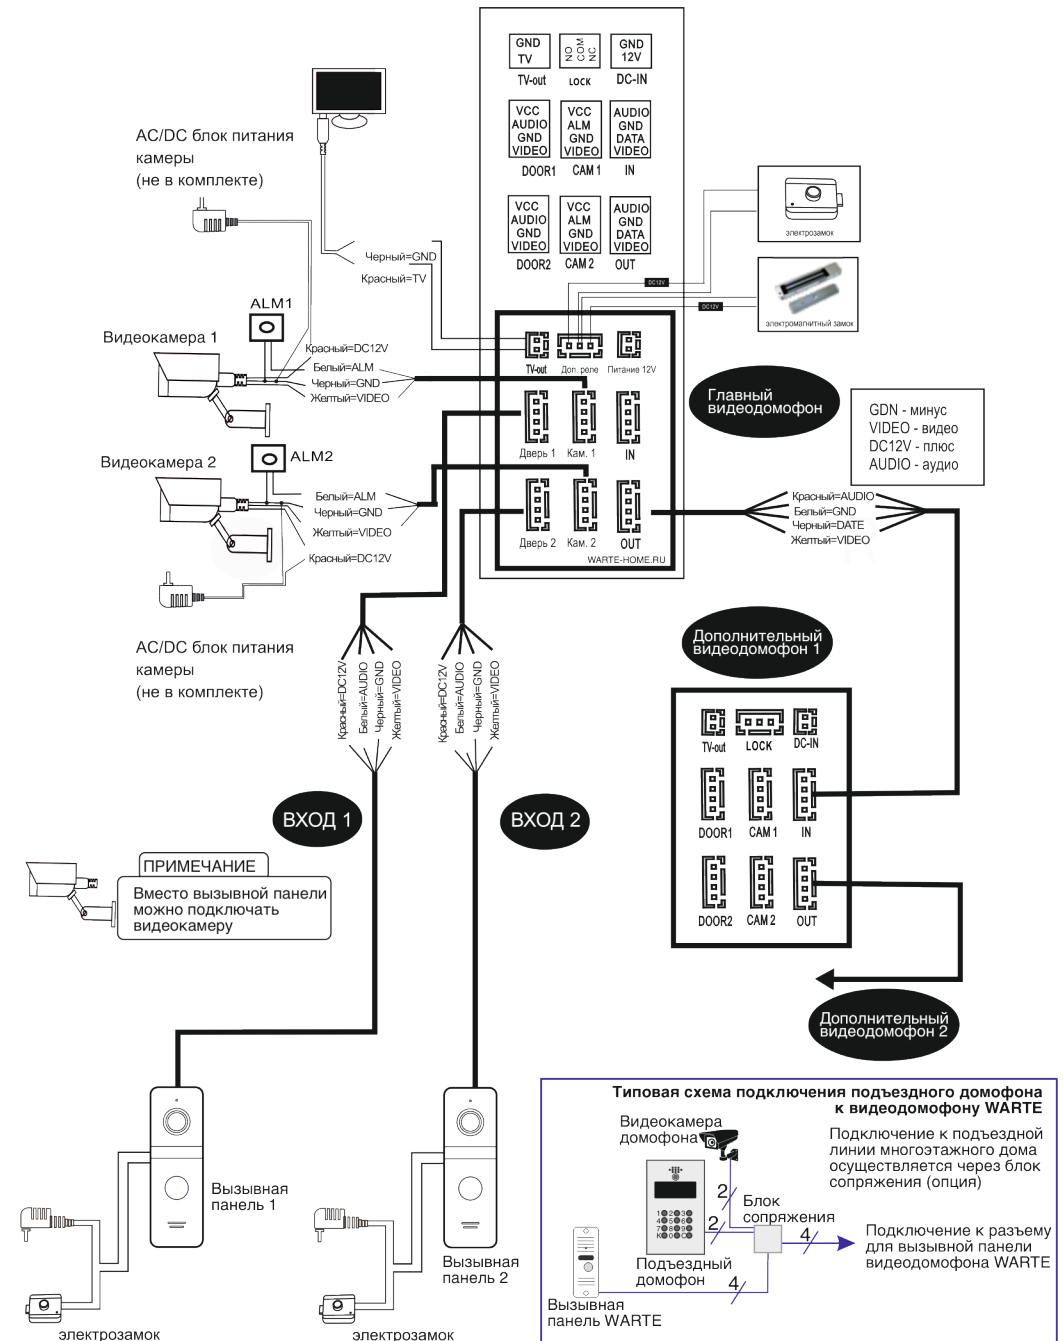 GND
TV
TV-out
NO
COM
NC
LOCK
GND
12V
DC-IN
VCC
AUDIO
GND
VIDEO
DOOR1
VCC
ALM
GND
VIDEO
CAM 1
AUDIO
GND
DATA
VIDEO
IN
VCC
AUDIO
GND
VIDEO
DOOR2
VCC
ALM
GND
VIDEO
CAM 2
AUDIO
GND
DATA
VIDEO
OUT
AC/DC блок питания
камеры
(не в комплекте)
Черный=GND
Красный=TV
DC12V
DC12V
электрозамок
электромагнитный замок
ALM1
Видеокамера 1
Красный=DC12V
Белый=ALM
Черный=GND
Желтый=VIDEO
ALM2
Видеокамера 2
Белый=ALM
Черный=GND
Желтый=VIDEO
Красный=DC12V
AC/DC блок питания
камеры
(не в комплекте)
TV-out
Доп. реле
Питание 12V
Дверь 1
Кам. 1
IN
Дверь 2
Кам. 2
OUT
WARTE-HOME.RU
Главный
видеодомофон
GDN - минус
VIDEO - видео
DC12V - плюс
AUDIO - аудио
Красный=AUDIO
Белый=GND
Черный=DATE
Желтый=VIDEO
Красный=DC12V
Белый=AUDIO
Черный=GND
Желтый=VIDEO
Красный=DC12V
Белый=AUDIO
Черный=GND
Желтый=VIDEO
Дополнительный
видеодомофон 1
TV-out
LOCK
DC-IN
DOOR1
CAM 1
IN
DOOR2
CAM 2
OUT
Дополнительный
видеодомофон 2
ВХОД 1
ВХОД 2
ПРИМЕЧАНИЕ
Вместо вызывной панели
можно подключать
видеокамеру
Вызывная
панель 1
электрозамок
Вызывная
панель 2
электрозамок
Типовая схема подключения подъездного домофона
к видеодомофону WARTE
Видеокамера
домофона
Подключение к подъездной
линии многоэтажного дома
осуществляется через блок
сопряжения (опция)
2
Блок
сопряжения
2
4
Подключение к разъему
для вызывной панели
видеодомофона WARTE
Подъездный
домофон
4
Вызывная
панель WARTE